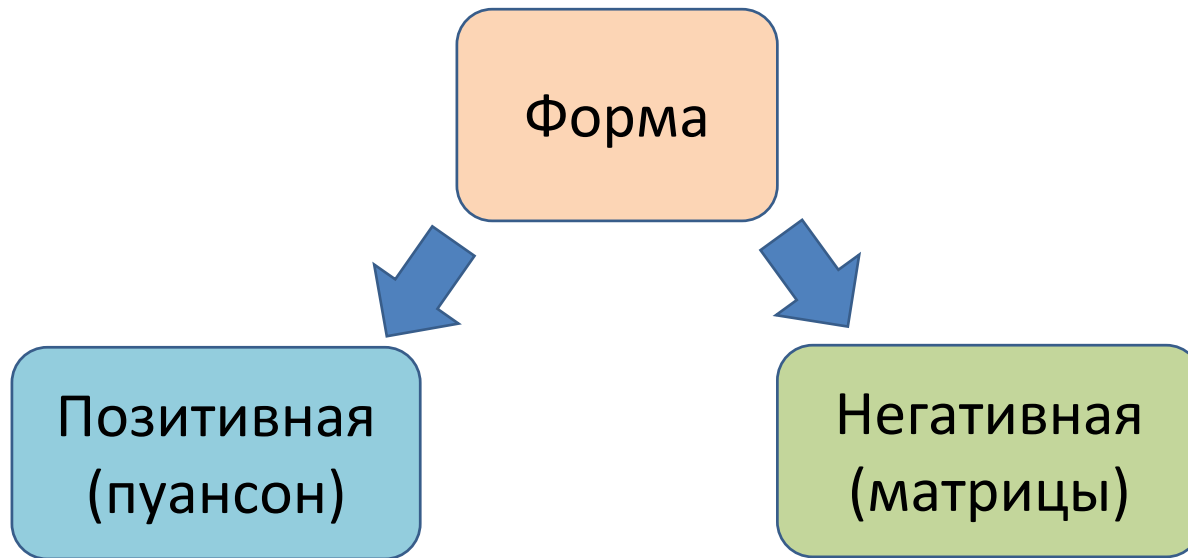 Форма
Позитивная
(пуансон)
Негативная
(матрицы)